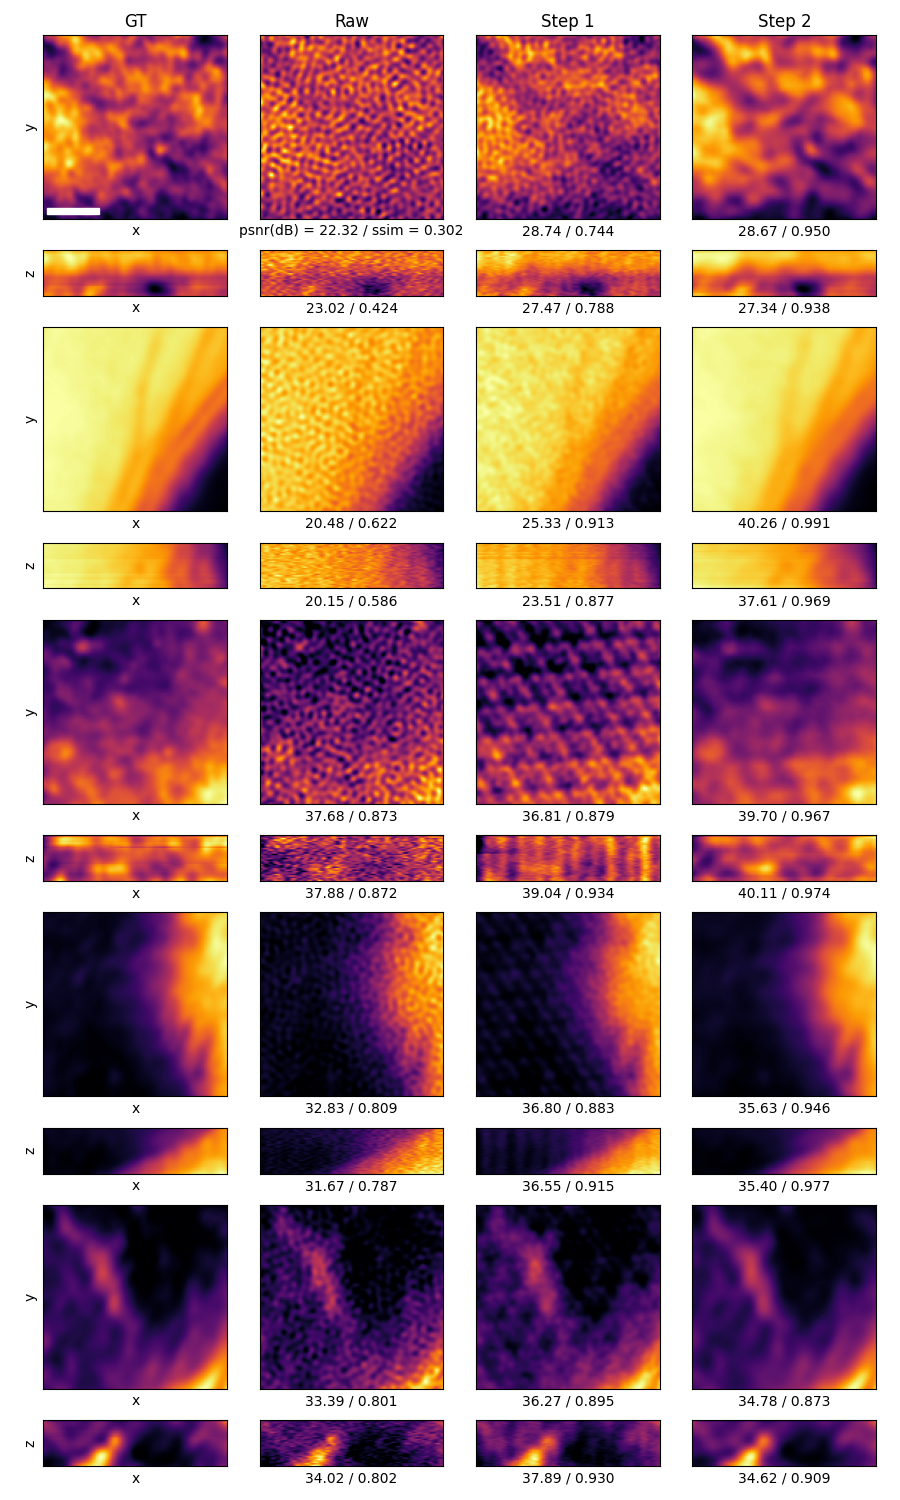 GT Raw Step 1 Step 2
y
x psnr(dB) = 22.32 / ssim = 0.302 28.74 / 0.744 28.67 / 0.950
z
x 23.02 / 0.424 27.47 / 0.788 27.34 / 0.938
y
x 20.48 / 0.622 25.33 / 0.913 40.26 / 0.991
z
x 20.15 / 0.586 23.51 / 0.877 37.61 / 0.969
y
x 37.68 / 0.873 36.81 / 0.879 39.70 / 0.967
z
x 37.88 / 0.872 39.04 / 0.934 40.11 / 0.974
y
x 32.83 / 0.809 36.80 / 0.883 35.63 / 0.946
z
x 31.67 / 0.787 36.55 / 0.915 35.40 / 0.977
y
x 33.39 / 0.801 36.27 / 0.895 34.78 / 0.873
z
x 34.02 / 0.802 37.89 / 0.930 34.62 / 0.909